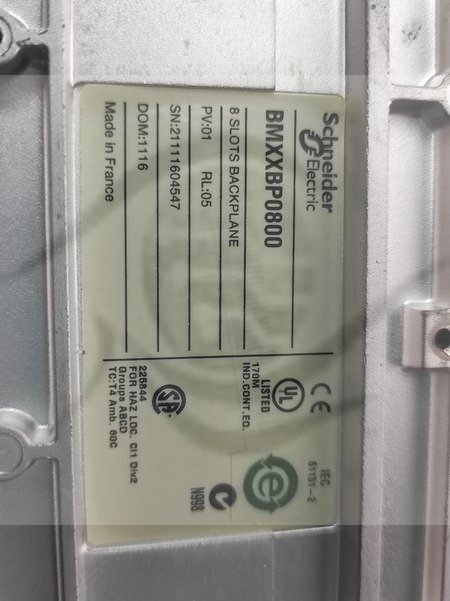 Schneider
Electric
BMXXBP0800
8 SLOTS BACKPLANE
PV:01 RL:05
SN:21111604547
DOM:1116
Made in France
CE
IEC
61131-2
UL
LISTED
170M
IND.CONT.EQ.
e
SA
N998
225844
FOR HAZ LOC. Cl1 Div2
Groups ABCD
TC:T4 Amb. 60C